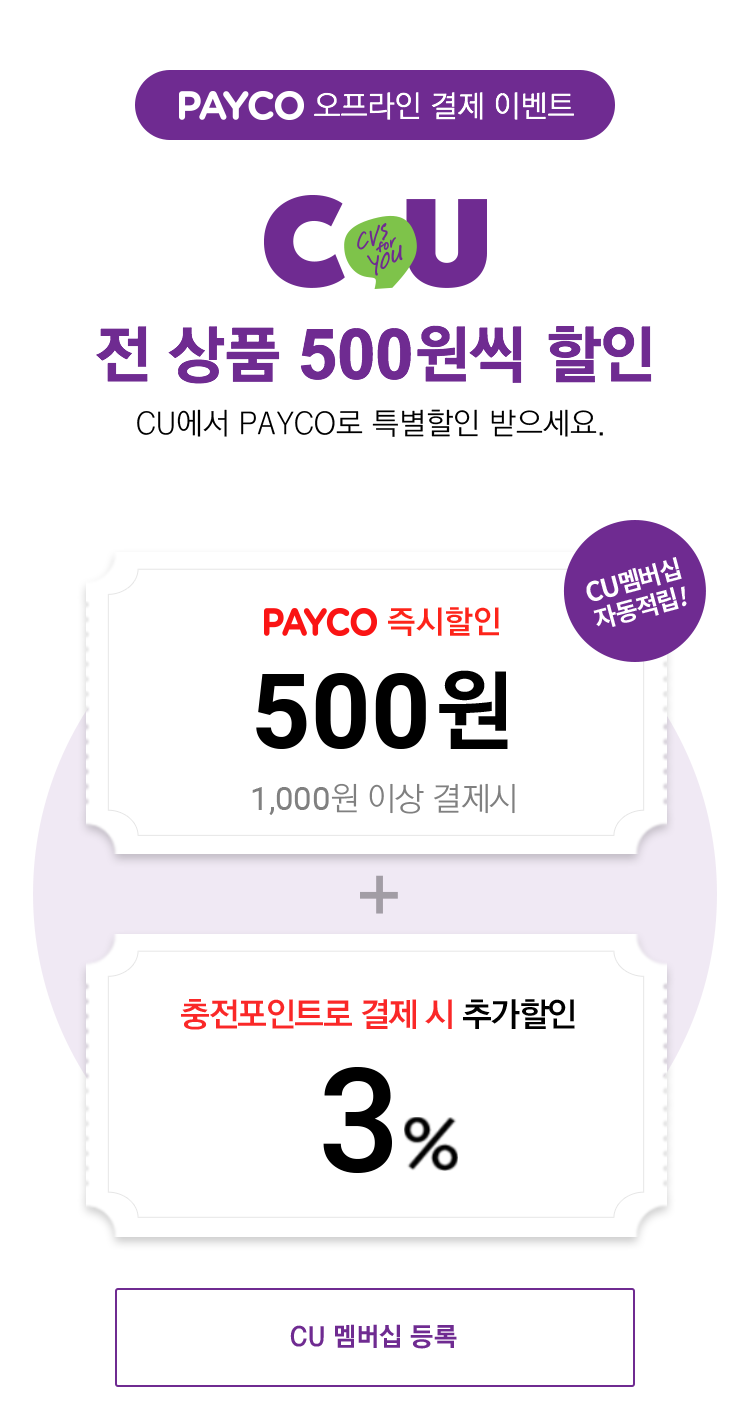 PAYCO 오프라인 결제 이벤트
CU
CVS
for
YOU
전 상품 500원씩 할인
CU에서 PAYCO로 특별할인 받으세요.
CU멤버십
자동적립!
PAYCO 즉시할인
500원
1,000원 이상 결제시
+
충전포인트로 결제 시 추가할인
3%
CU 멤버십 등록